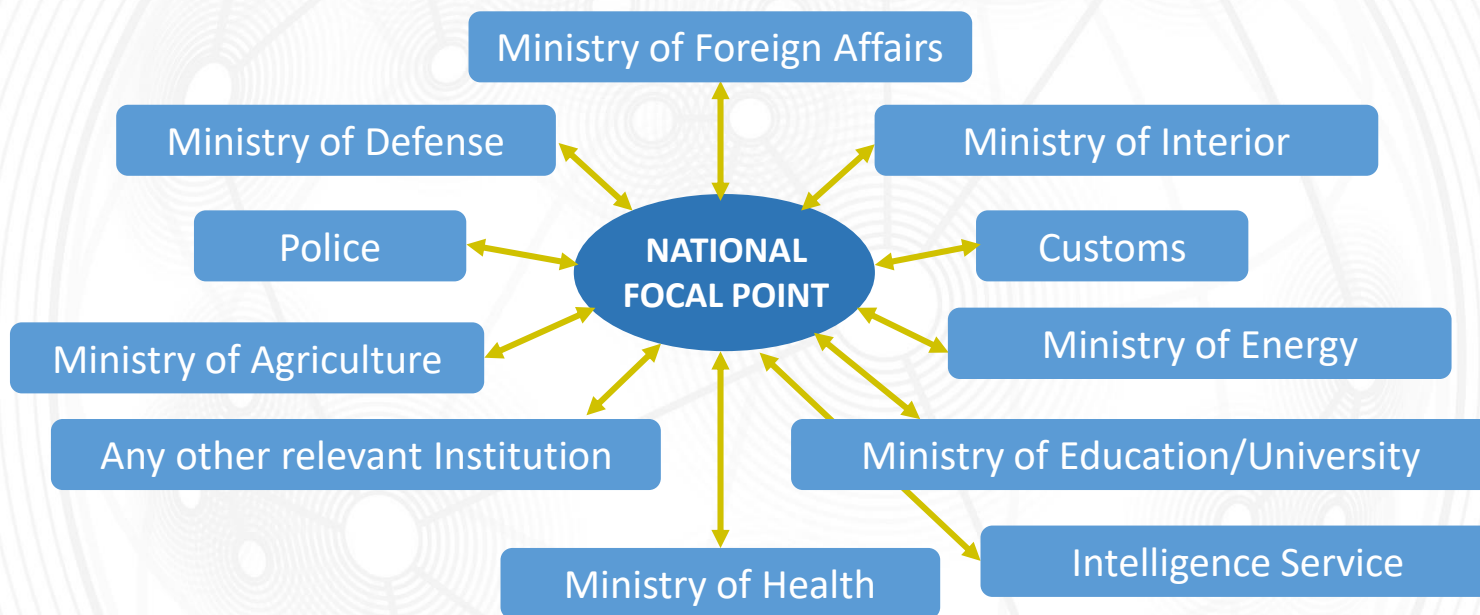 Ministry of Foreign Affairs
Ministry of Defense
Ministry of Interior
Police
NATIONAL
FOCAL POINT
Customs
Ministry of Agriculture
Ministry of Energy
Any other relevant Institution
Ministry of Education/University
Ministry of Health
Intelligence Service